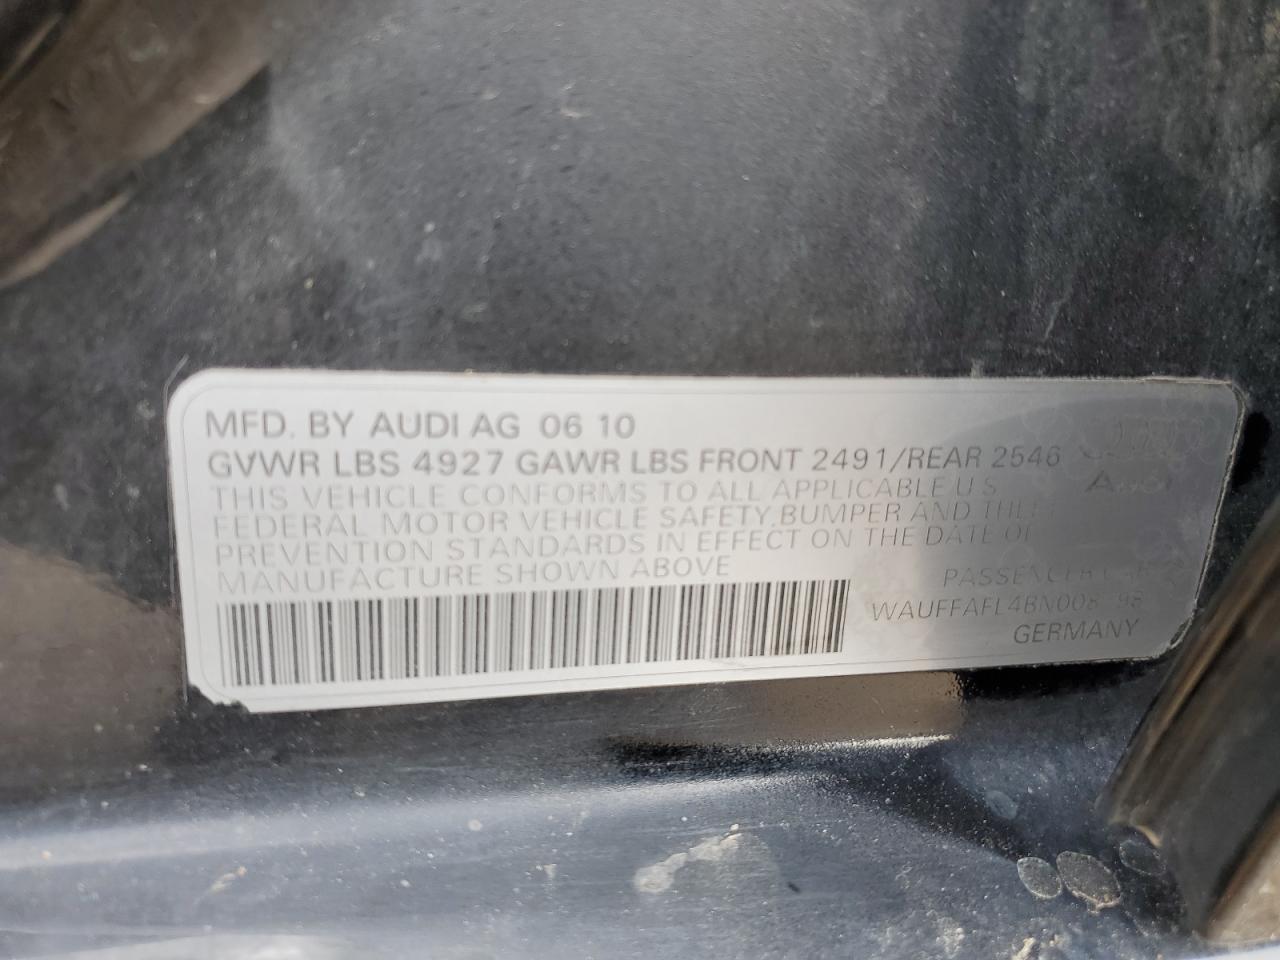 MFD. BY AUDI AG 06 10
GVWR LBS 4927 GAWR LBS FRONT 2491/REAR 2546
THIS VEHICLE CONFORMS TO ALL APPLICABLE U S
FEDERAL MOTOR VEHICLE SAFETY, BUMPER AND
PREVENTION STANDARDS IN EFFECT ON THE DATE OF
MANUFACTURE SHOWN ABOVE
PASSENGER
GERMANY